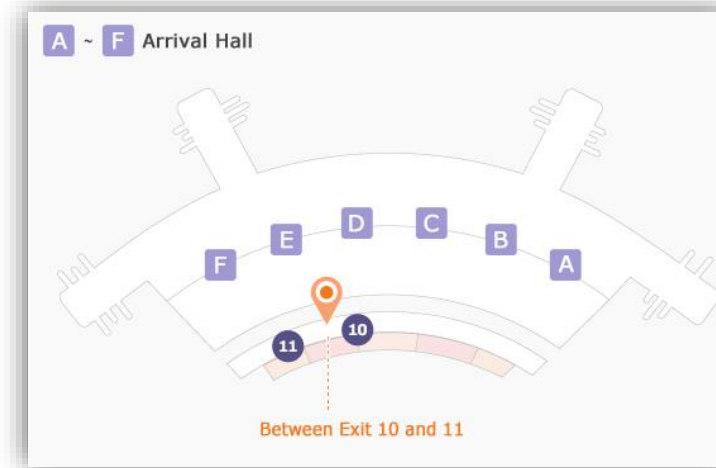 A ~ F Arrival Hall
D C
E B
F A
10
11
Between Exit 10 and 11